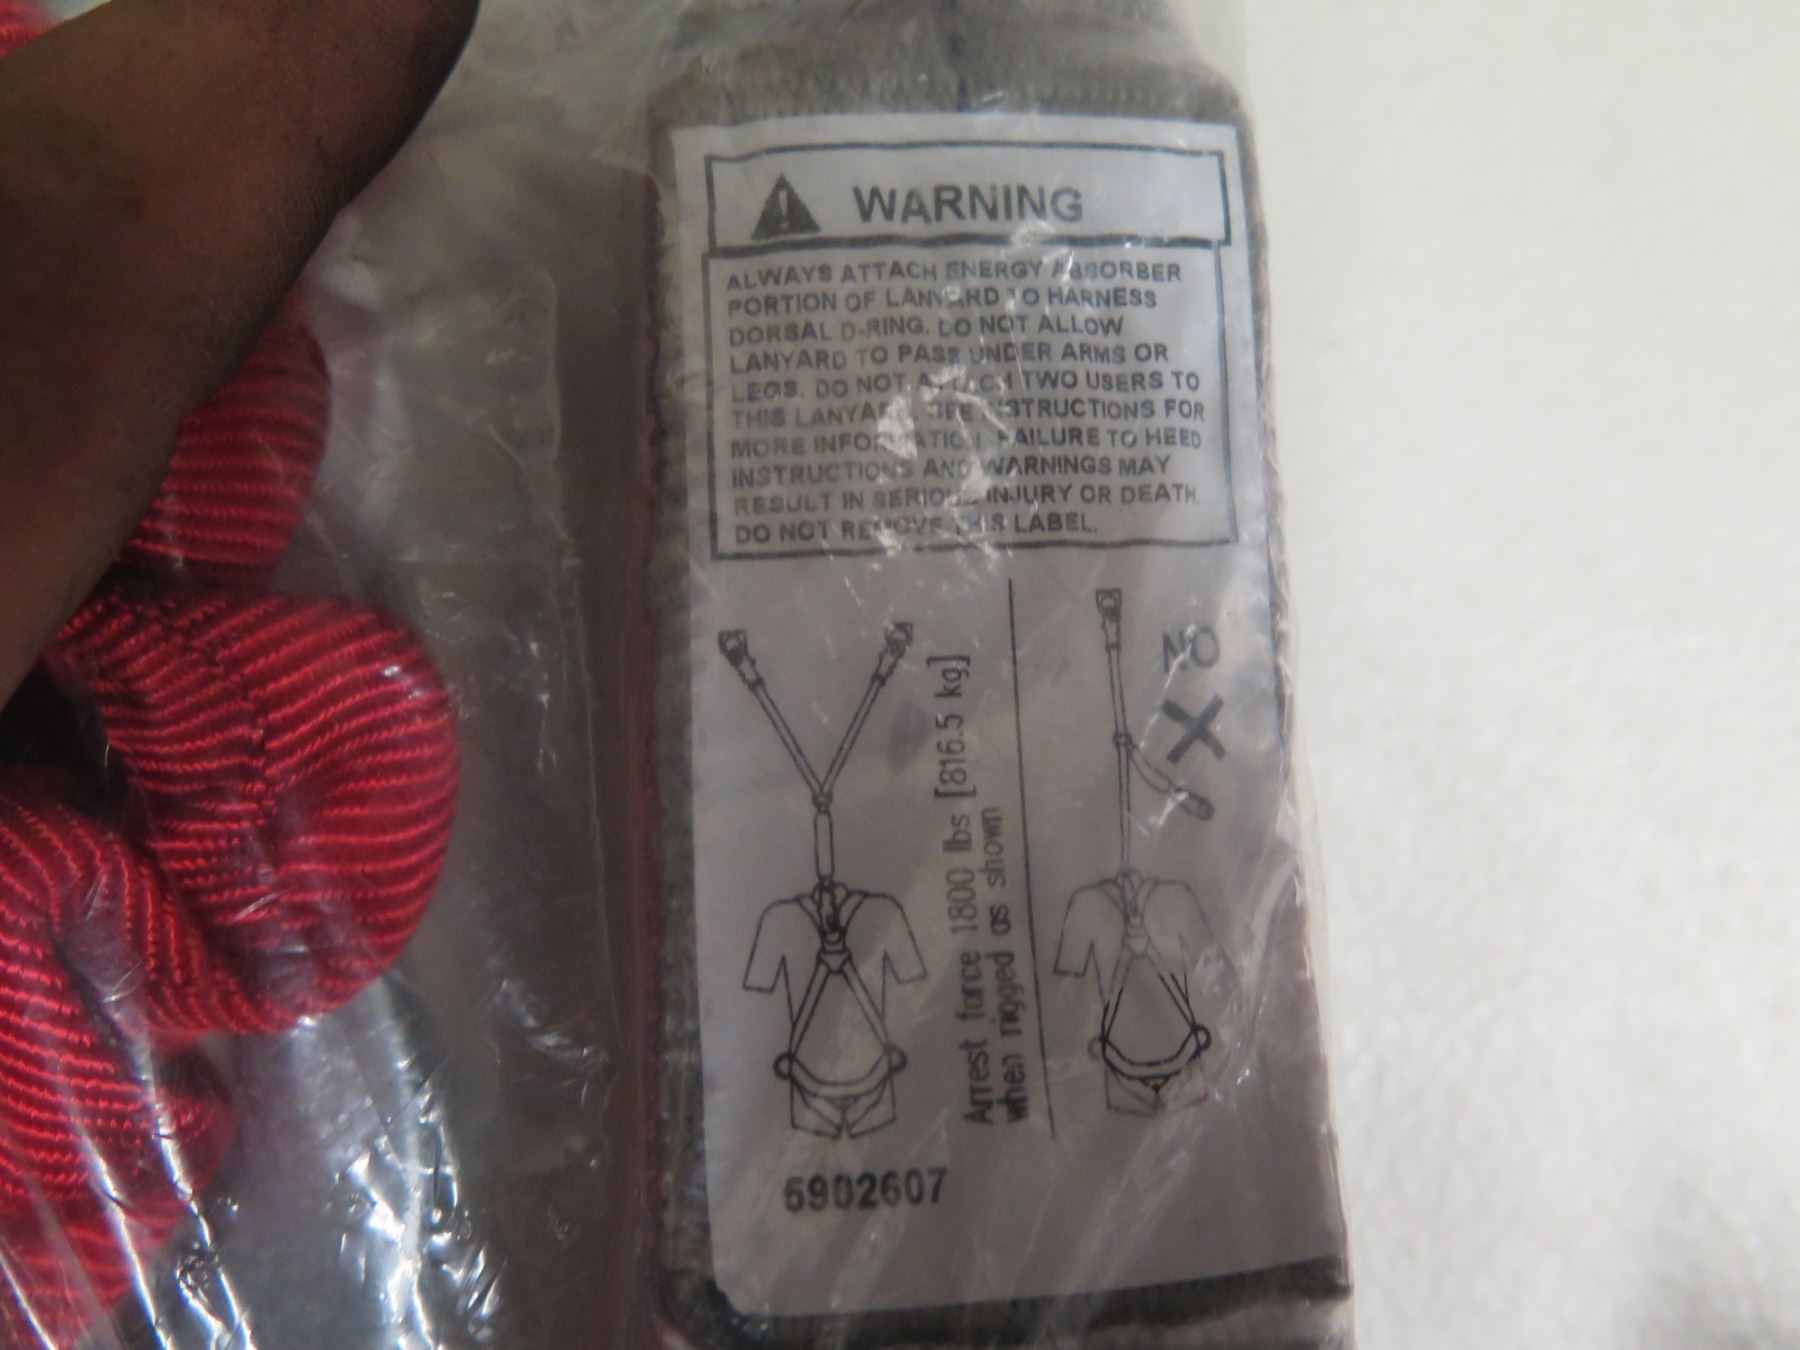 WARNING
ALWAYS ATTACH ENERGY ABSORBER
PORTION OF LANYARD TO HARNESS
DORSAL D-RING. DO NOT ALLOW
LANYARD TO PASS UNDER ARMS OR
LEGS. DO NOT ATTACH TWO USERS TO
THIS LANYARD. SEE INSTRUCTIONS FOR
MORE INFORMATION. FAILURE TO HEED
INSTRUCTIONS AND WARNINGS MAY
RESULT IN SERIOUS INJURY OR DEATH.
DO NOT REMOVE THIS LABEL.
Arrest force 1800 lbs [816.5 kg]
when rigged as shown
NO
5902607